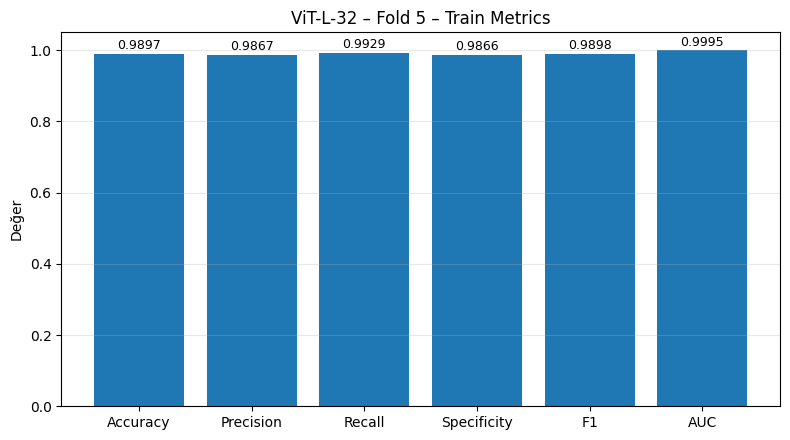 ViT-L-32 – Fold 5 – Train Metrics
0.9897 0.9867 0.9929 0.9866 0.9898 0.9995
Değer
1.0
0.8
0.6
0.4
0.2
0.0
Accuracy Precision Recall Specificity F1 AUC